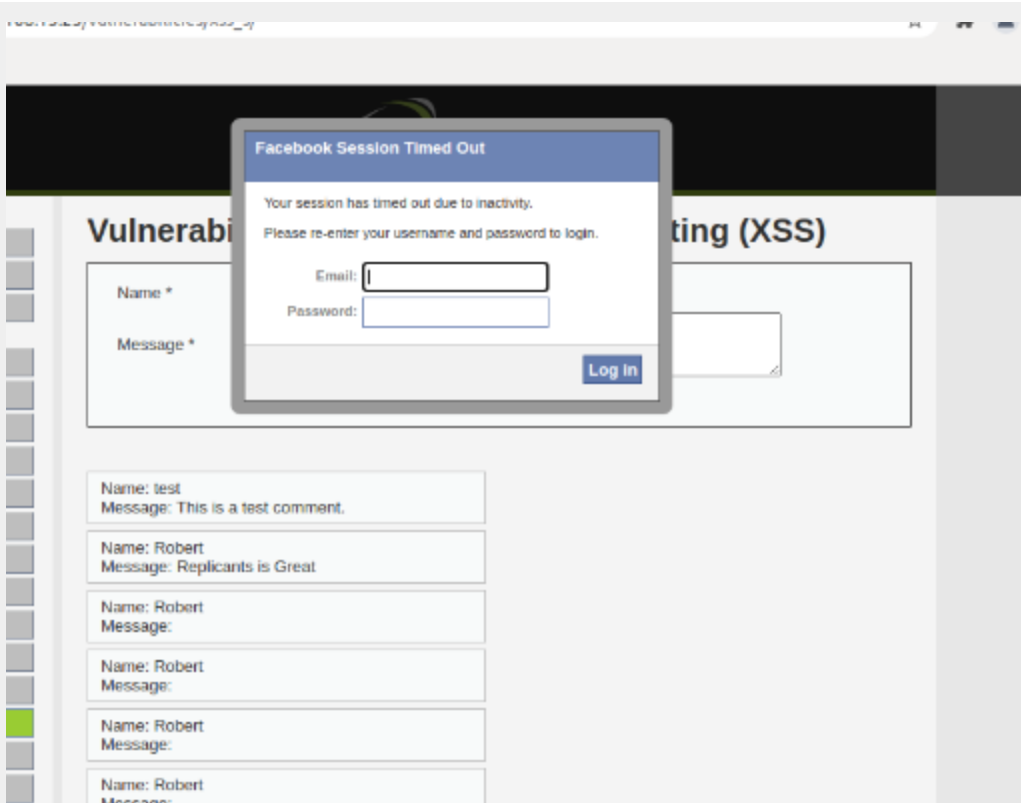 Facebook Session Timed Out
Your session has timed out due to inactivity.
Please re-enter your username and password to login.
Email:
Password:
Log In
Vulnerabi ting (XSS)
Name *
Message *
Name: test
Message: This is a test comment.
Name: Robert
Message: Replicants is Great
Name: Robert
Message:
Name: Robert
Message:
Name: Robert
Message:
Name: Robert
Message: